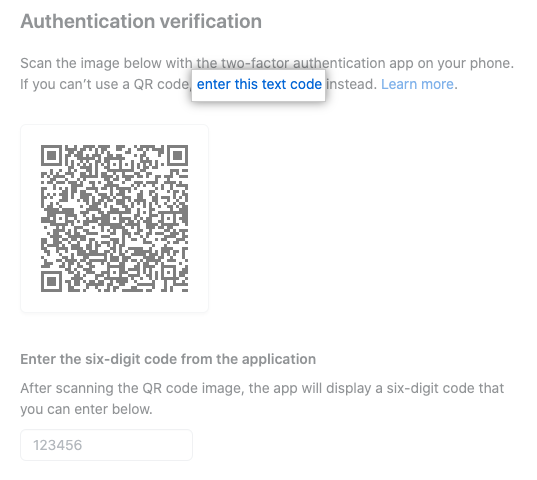 Authentication verification
Scan the image below with the two-factor authentication app on your phone.
If you can’t use a QR code, enter this text code instead. Learn more.
Enter the six-digit code from the application
After scanning the QR code image, the app will display a six-digit code that
you can enter below.
123456